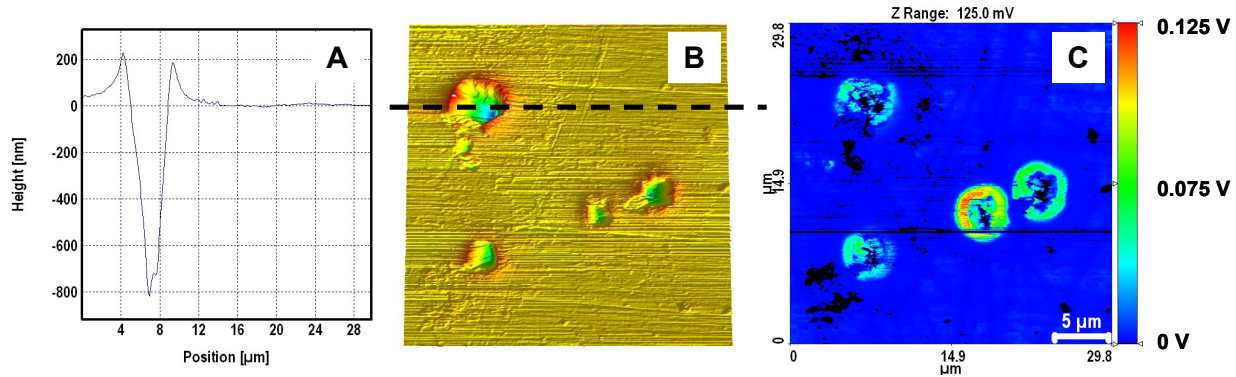 A
200
0
-200
-400
-600
-800
Height [nm]
4 8 12 16 20 24 28
Position [µm]
B
Z Range: 125.0 mV
C
29.8
µm
14.9
0
0 14.9 29.8
µm
5 µm
0.125 V
0.075 V
0 V